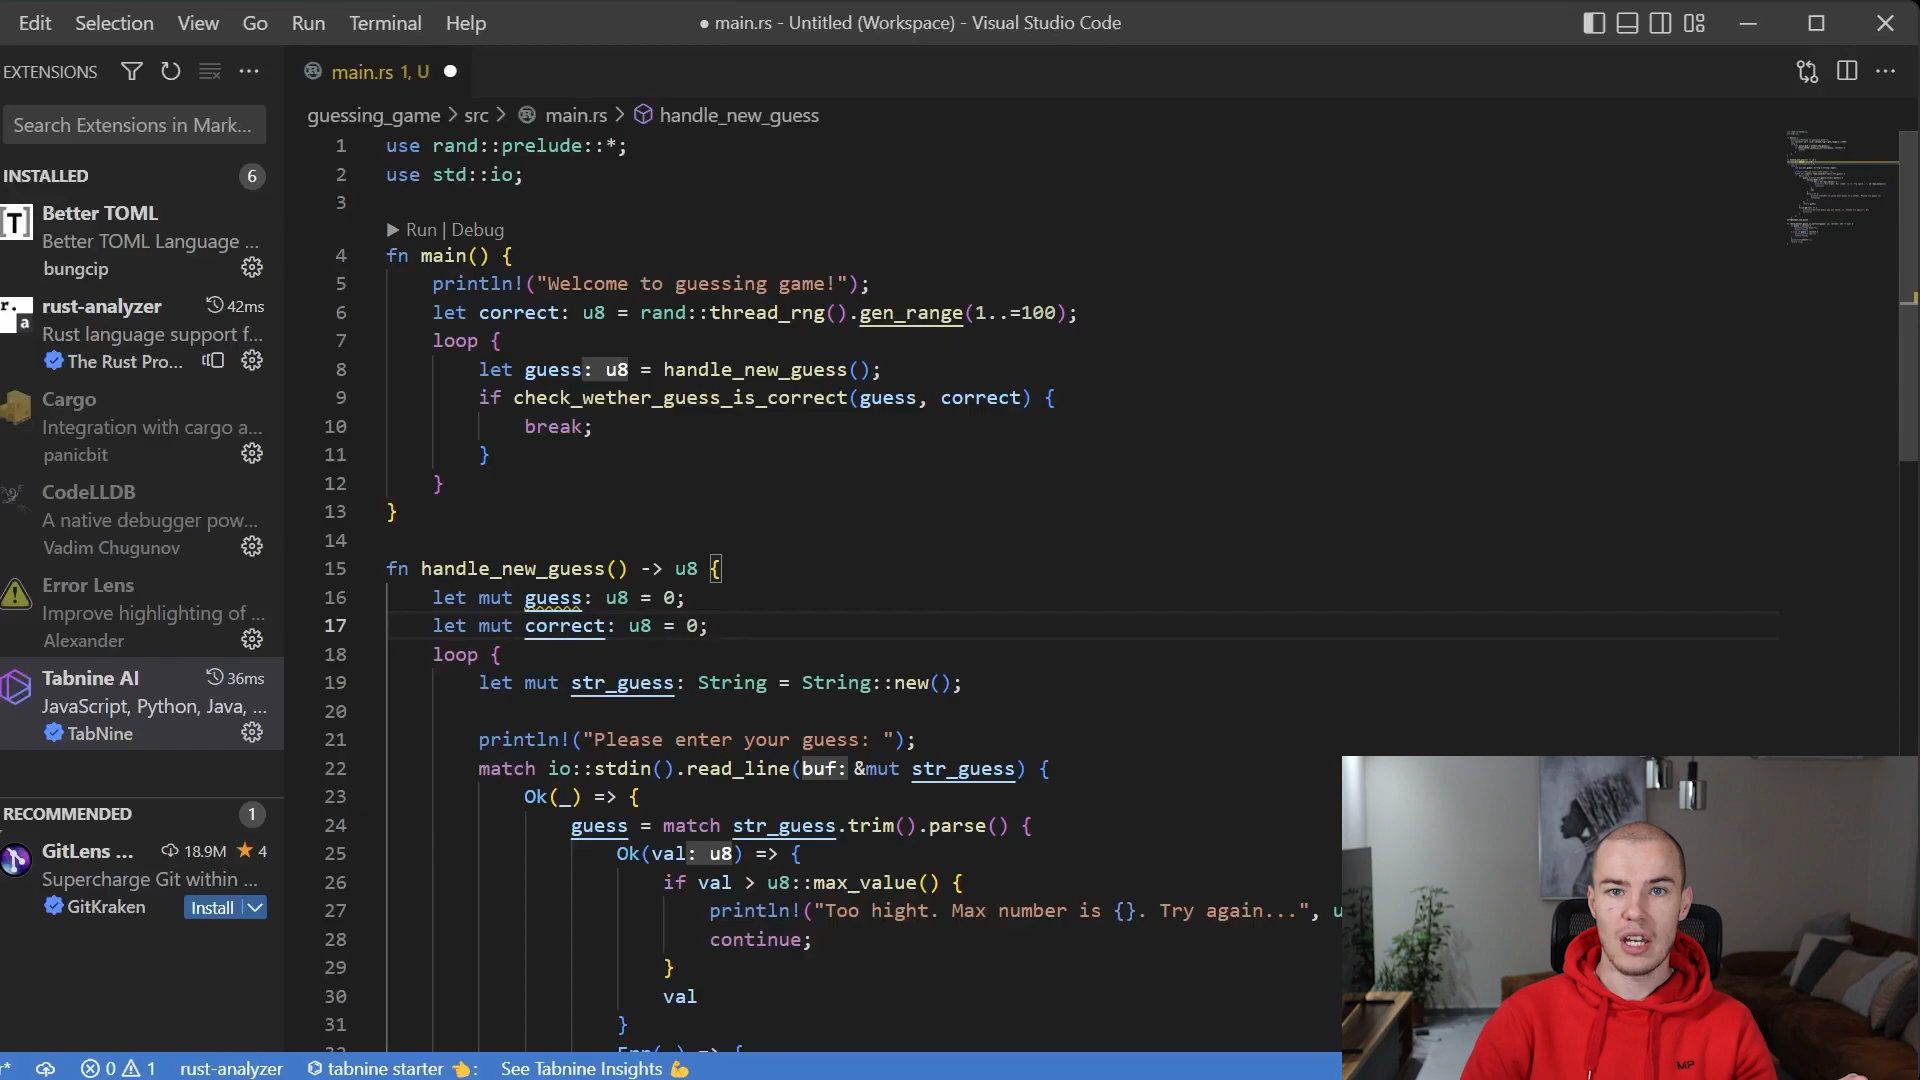 Edit Selection View Go Run Terminal Help
● main.rs - Untitled (Workspace) - Visual Studio Code
EXTENSIONS
Search Extensions in Mark...
INSTALLED 6
Better TOML
Better TOML Language ...
bungcip
rust-analyzer 42ms
Rust language support f...
The Rust Pro...
Cargo
Integration with cargo a...
panicbit
CodeLLDB
A native debugger pow...
Vadim Chugunov
Error Lens
Improve highlighting of ...
Alexander
Tabnine AI 36ms
JavaScript, Python, Java, ...
TabNine
RECOMMENDED 1
GitLens ... 18.9M ★ 4
Supercharge Git within ...
GitKraken Install
main.rs 1, U ●
guessing_game > src > main.rs > handle_new_guess
1 use rand::prelude::*;
2 use std::io;
3
▶ Run | Debug
4 fn main() {
5 println!("Welcome to guessing game!");
6 let correct: u8 = rand::thread_rng().gen_range(1..=100);
7 loop {
8 let guess: u8 = handle_new_guess();
9 if check_wether_guess_is_correct(guess, correct) {
10 break;
11 }
12 }
13 }
14
15 fn handle_new_guess() -> u8 {
16 let mut guess: u8 = 0;
17 let mut correct: u8 = 0;
18 loop {
19 let mut str_guess: String = String::new();
20
21 println!("Please enter your guess: ");
22 match io::stdin().read_line(buf: &mut str_guess) {
23 Ok(_) => {
24 guess = match str_guess.trim().parse() {
25 Ok(val: u8) => {
26 if val > u8::max_value() {
27 println!("Too hight. Max number is {}. Try again...", u
28 continue;
29 }
30 val
31 }
0 1 rust-analyzer tabnine starter 👈: See Tabnine Insights 💪
MP